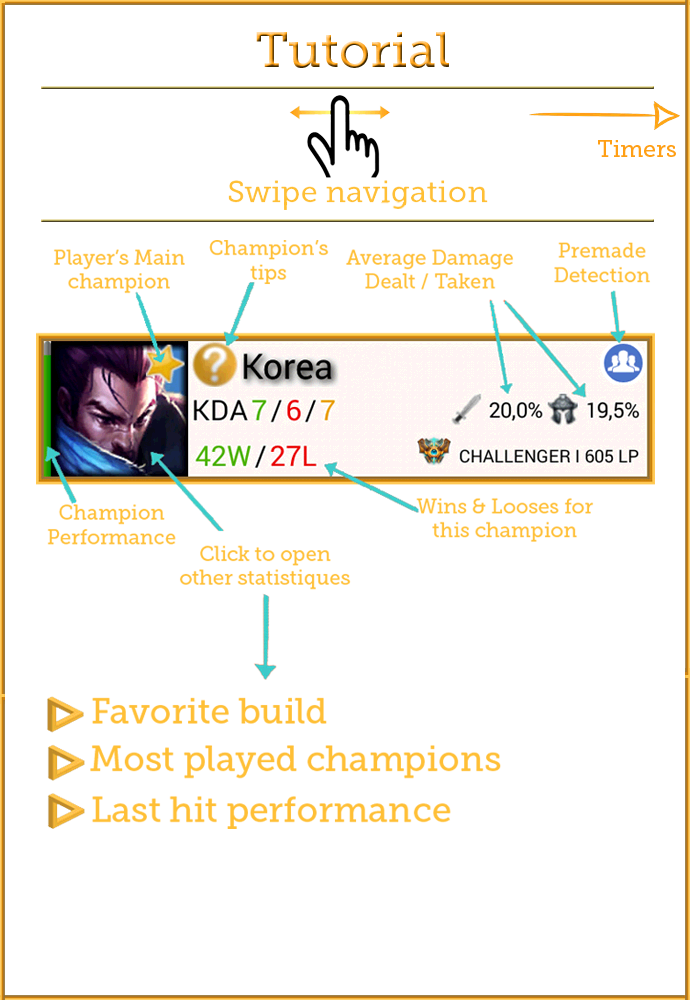 Tutorial
Timers
Swipe navigation
Player's Main
champion
Champion's
tips
Average Damage
Dealt / Taken
Premade
Detection
?
Korea
KDA 7 / 6 / 7
20,0%
19,5%
42W / 27L
CHALLENGER I 605 LP
Champion
Performance
Wins & Looses for
this champion
Click to open
other statistiques
Favorite build
Most played champions
Last hit performance